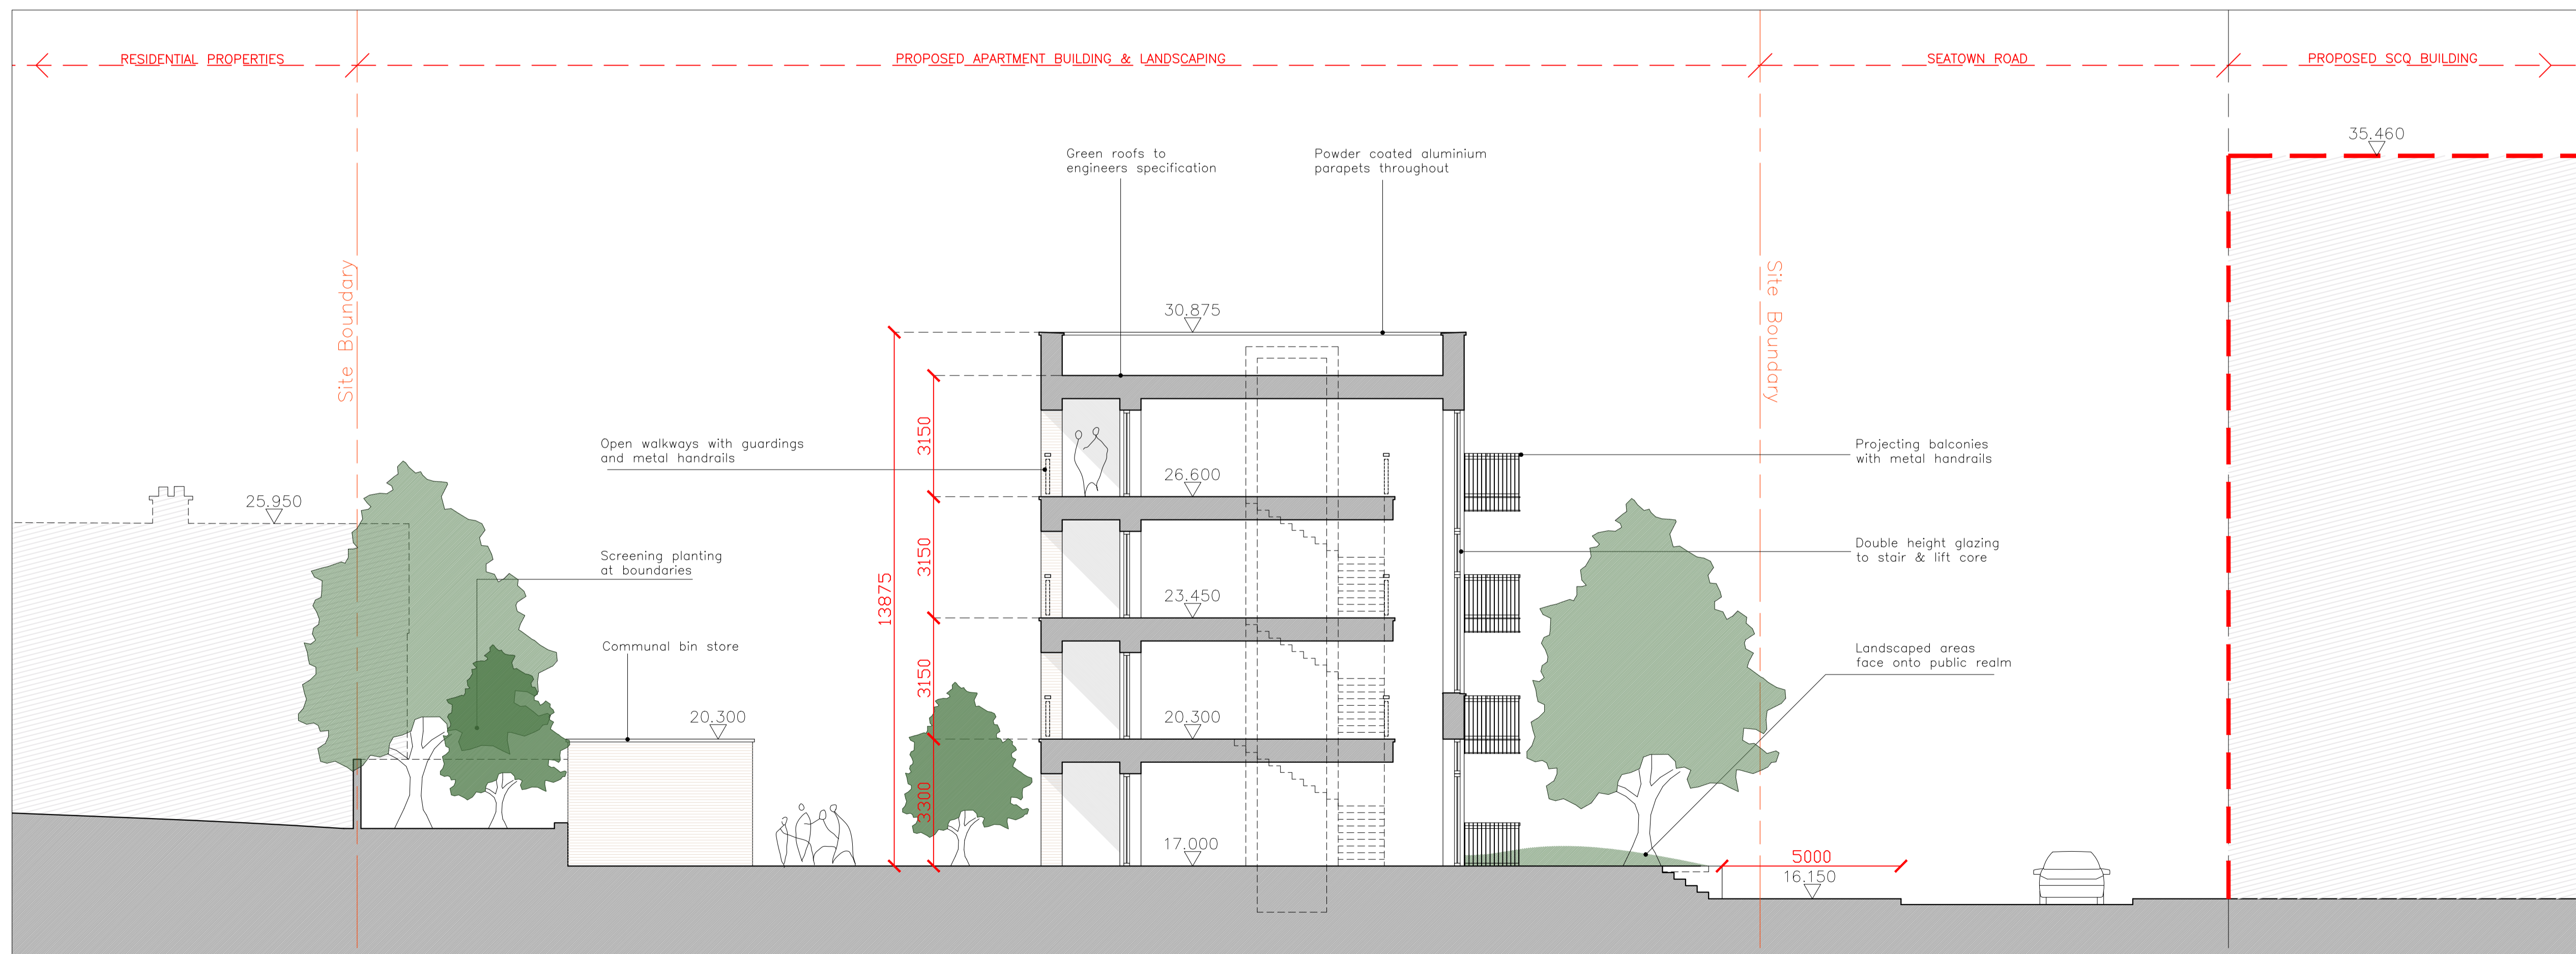 RESIDENTIAL PROPERTIES
PROPOSED APARTMENT BUILDING & LANDSCAPING
SEATOWN ROAD
PROPOSED SCQ BUILDING
35.460
Green roofs to
engineers specification
Powder coated aluminium
parapets throughout
Site Boundary
Site Boundary
30.875
3150
Open walkways with guardings
and metal handrails
Projecting balconies
with metal handrails
26.600
25.950
3150
Screening planting
at boundaries
Double height glazing
to stair & lift core
13875
23.450
Communal bin store
3150
Landscaped areas
face onto public realm
20.300
20.300
3300
17.000
5000
16.150